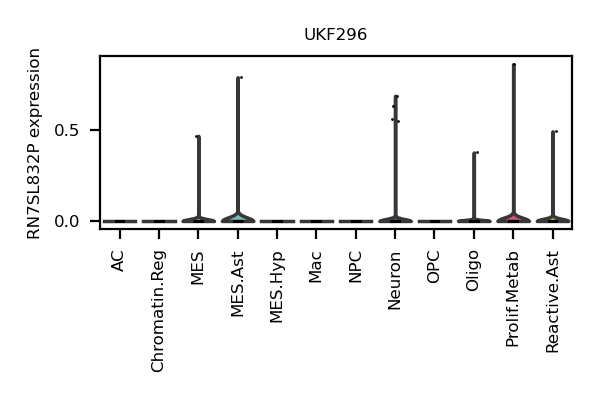 UKF296
RN7SL832P expression
0.5
0.0
AC
Chromatin.Reg
MES
MES.Ast
MES.Hyp
Mac
NPC
Neuron
OPC
Oligo
Prolif.Metab
Reactive.Ast